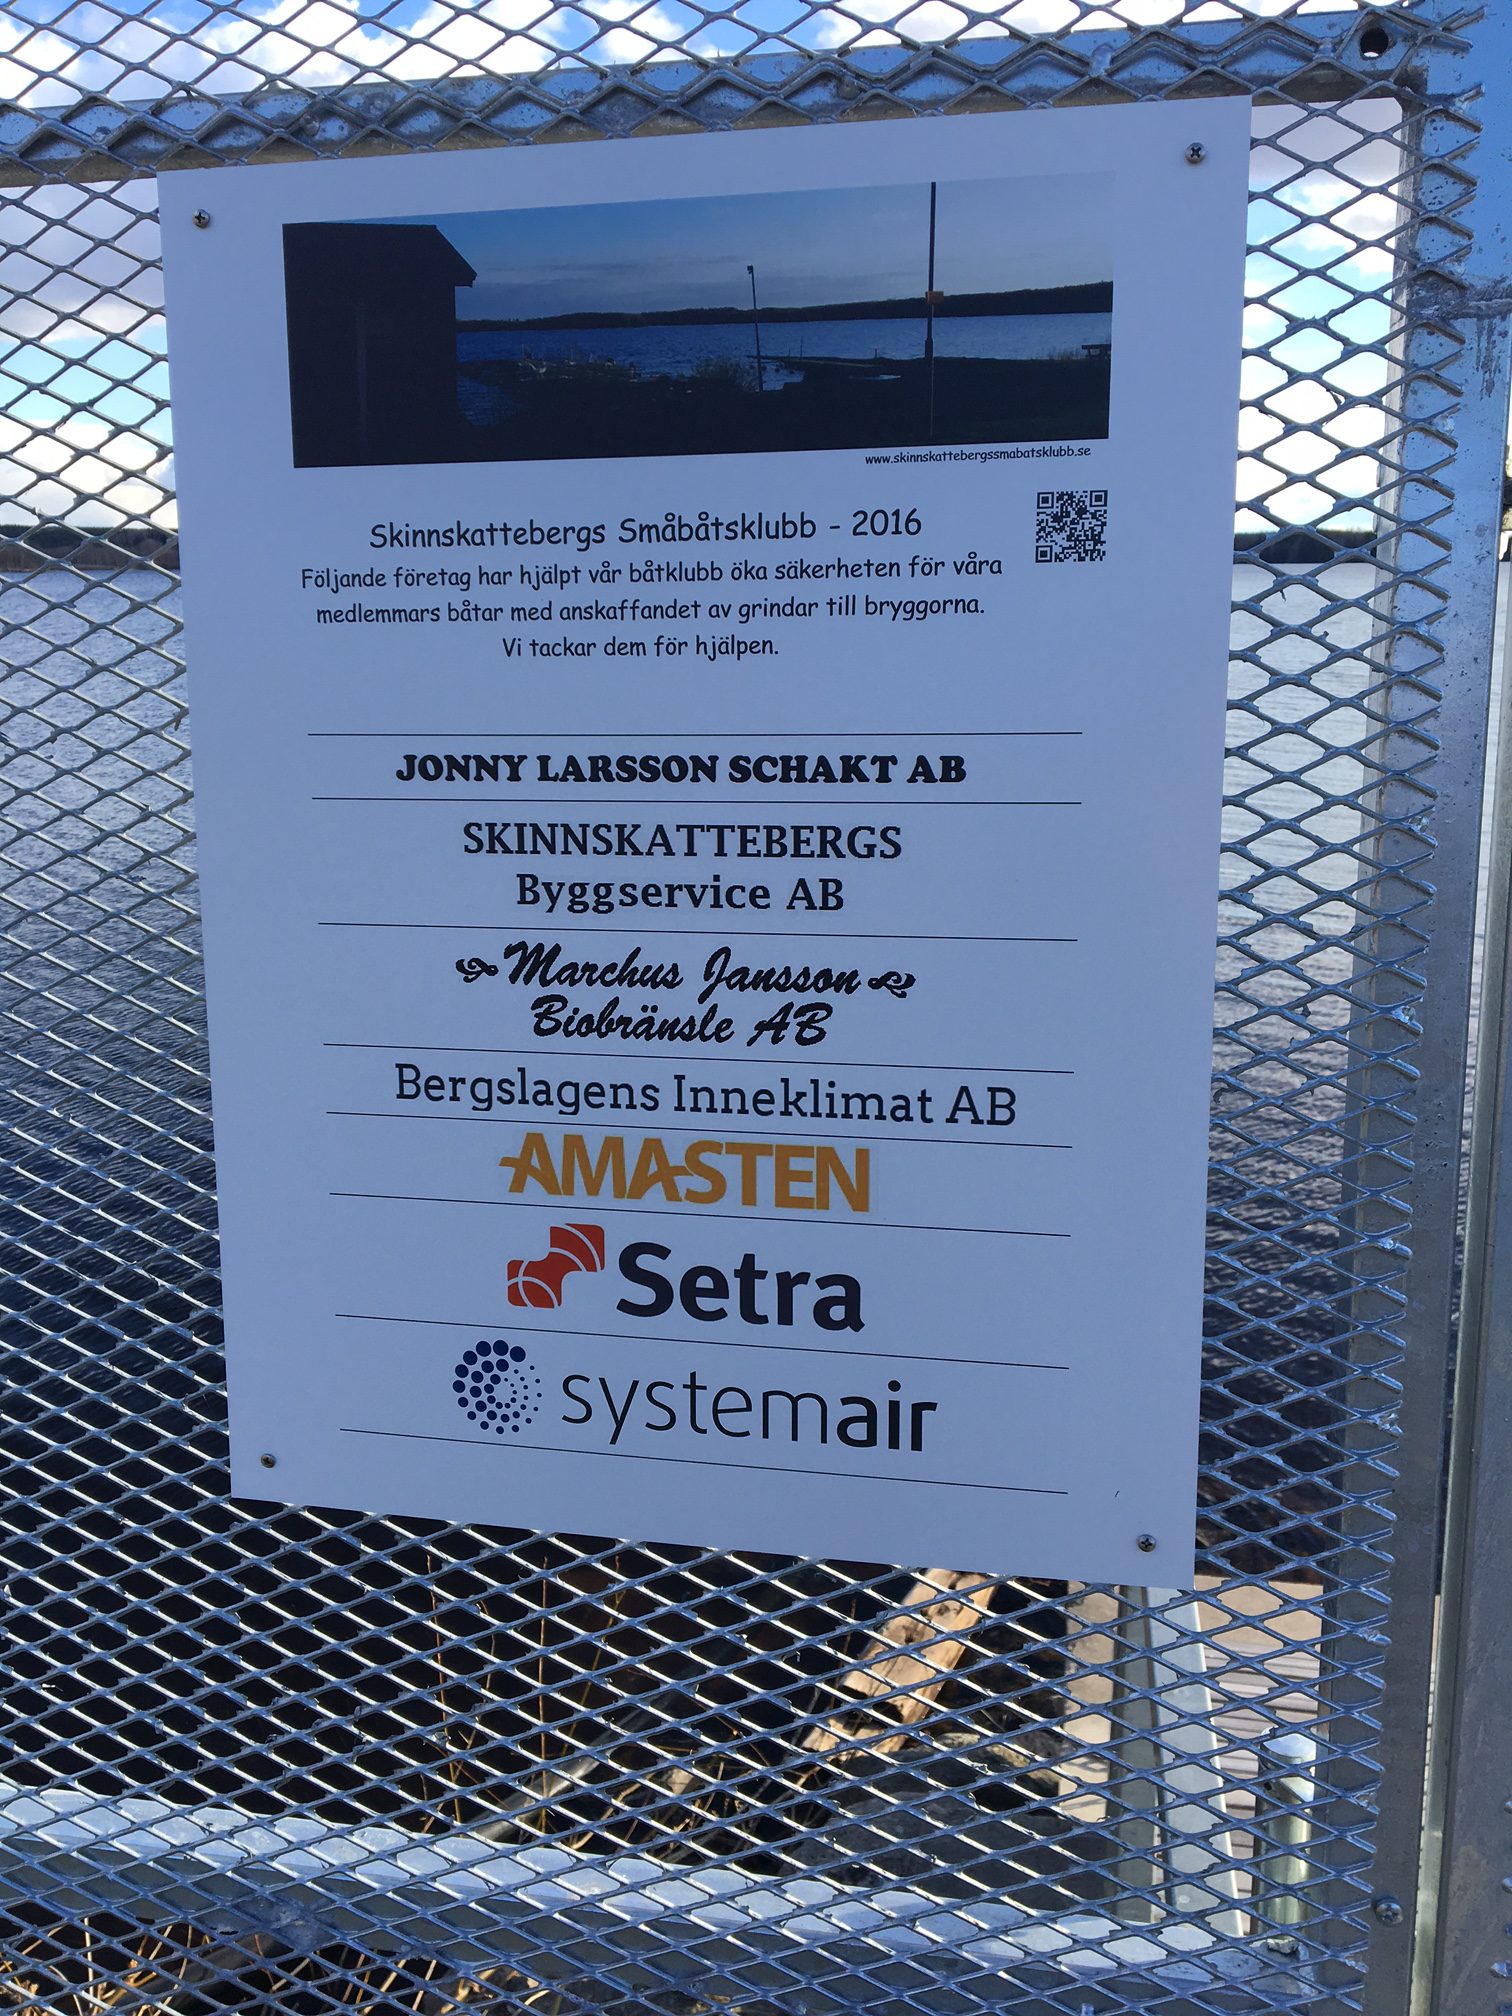 www.skinnskattebergssmabatsklubb.se
Skinnskattebergs Småbåtsklubb - 2016
Följande företag har hjälpt vår båtklubb öka säkerheten för våra
medlemmars båtar med anskaffandet av grindar till bryggorna.
Vi tackar dem för hjälpen.
JONNY LARSSON SCHAKT AB
SKINNSKATTEBERGS
Byggservice AB
Marchus Jansson
Biobränsle AB
Bergslagens Inneklimat AB
AMASTEN
Setra
systemair